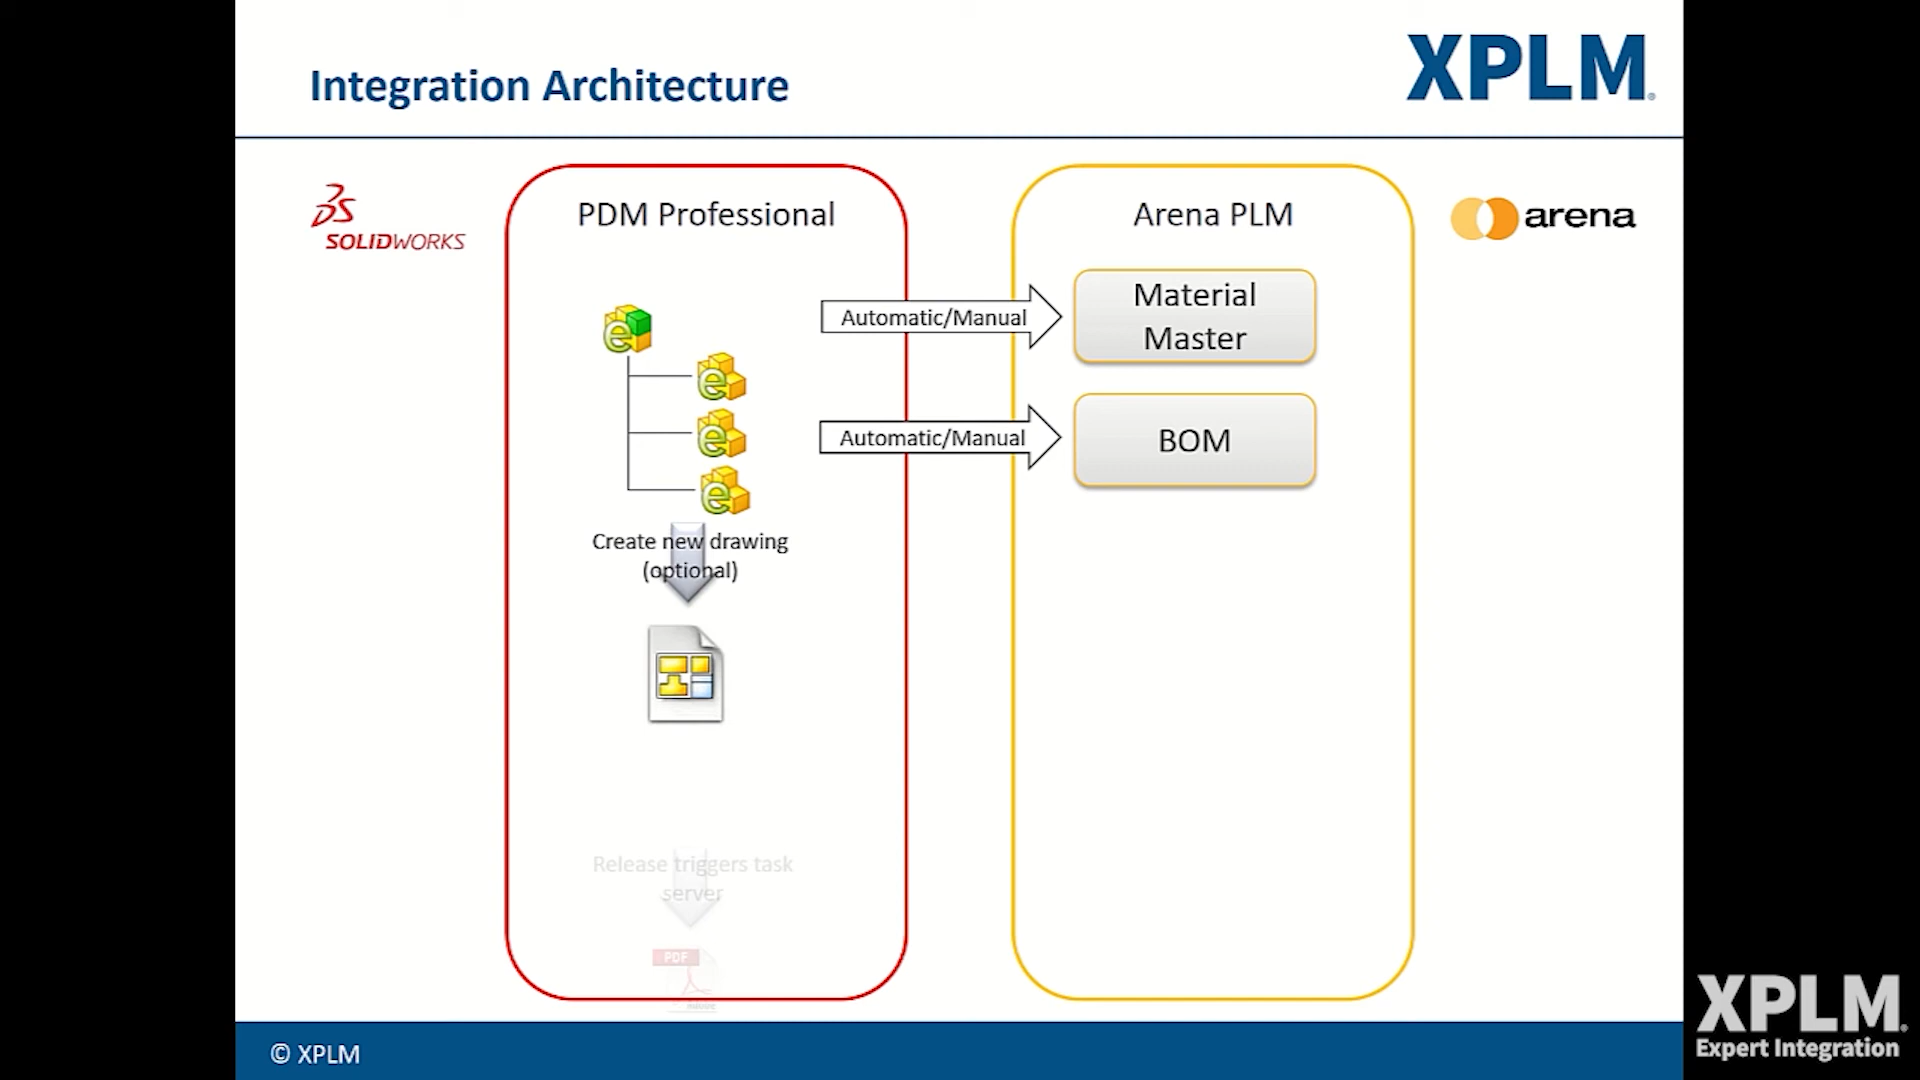 Integration Architecture
XPLM®
DS
SOLIDWORKS
PDM Professional
Arena PLM
arena
Automatic/Manual
Material
Master
Automatic/Manual
BOM
e
e
e
e
Create new drawing
(optional)
Release triggers task
server
PDF
© XPLM
XPLM®
Expert Integration